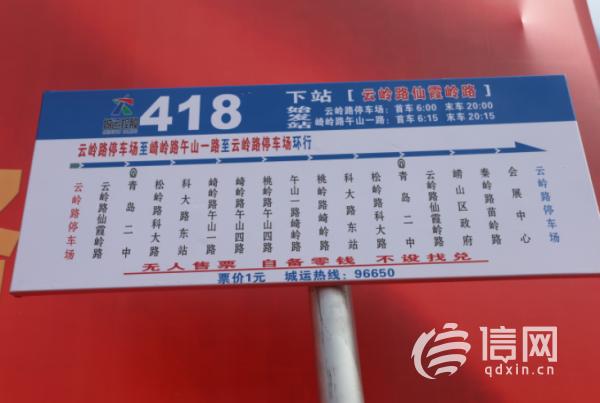 418
下站 [ 云岭路仙霞岭路 ]
始发站
云岭路停车场: 首车 6:00 末车 20:00
崎岭路午山一路: 首车 6:15 末车 20:15
云岭路停车场至崎岭路午山一路至云岭路停车场环行
云岭路停车场
云岭路仙霞岭路
青岛二中
松岭路科大路
科大路东站
崎岭路午山一路
崎岭路午山四路
桃岭路午山四路
午山一路崎岭路
桃岭路崎岭路
科大路东站
松岭路科大路
青岛二中
云岭路仙霞岭路
崂山区政府
秦岭路苗岭路
会展中心
云岭路停车场
无人售票 自备零钱 不设找兑
票价1元 城运热线: 96650
信网
qdxin.cn